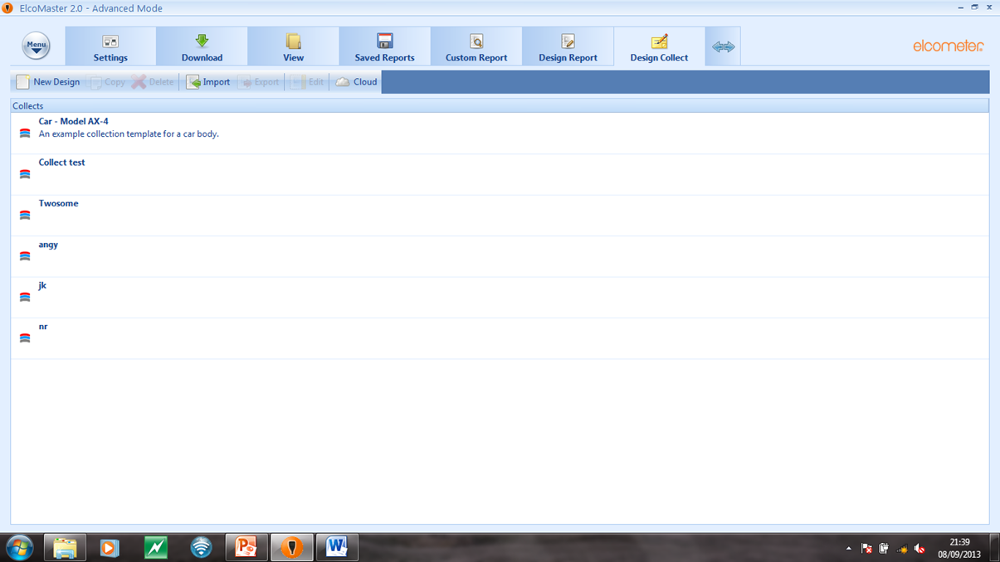 ElcoMaster 2.0 - Advanced Mode
Menu
Settings
Download
View
Saved Reports
Custom Report
Design Report
Design Collect
elcometer
New Design
Copy
Delete
Import
Export
Edit
Cloud
Collects
Car - Model AX-4
An example collection template for a car body.
Collect test
Twosome
angy
jk
nr
21:39
08/09/2013